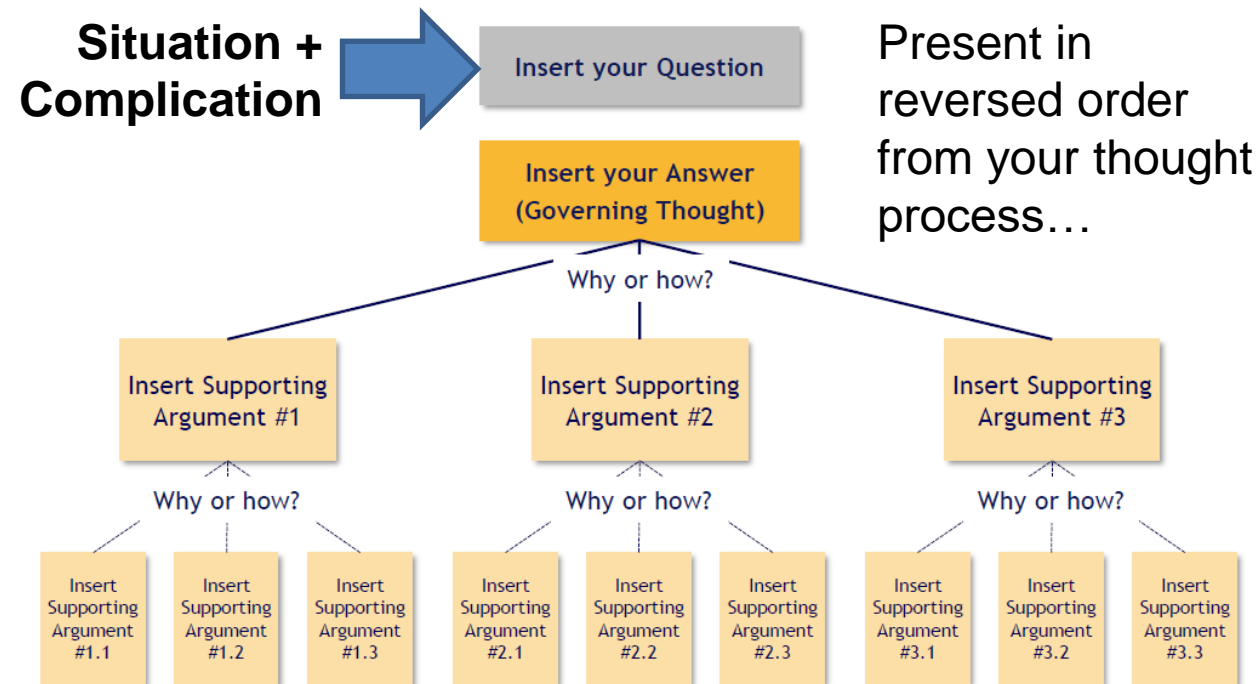 Situation +
Complication
Insert your Question
Present in
reversed order
from your thought
process…
Insert your Answer
(Governing Thought)
Why or how?
Insert Supporting
Argument #1
Insert Supporting
Argument #2
Insert Supporting
Argument #3
Why or how?
Why or how?
Why or how?
Insert
Supporting
Argument
#1.1
Insert
Supporting
Argument
#1.2
Insert
Supporting
Argument
#1.3
Insert
Supporting
Argument
#2.1
Insert
Supporting
Argument
#2.2
Insert
Supporting
Argument
#2.3
Insert
Supporting
Argument
#3.1
Insert
Supporting
Argument
#3.2
Insert
Supporting
Argument
#3.3